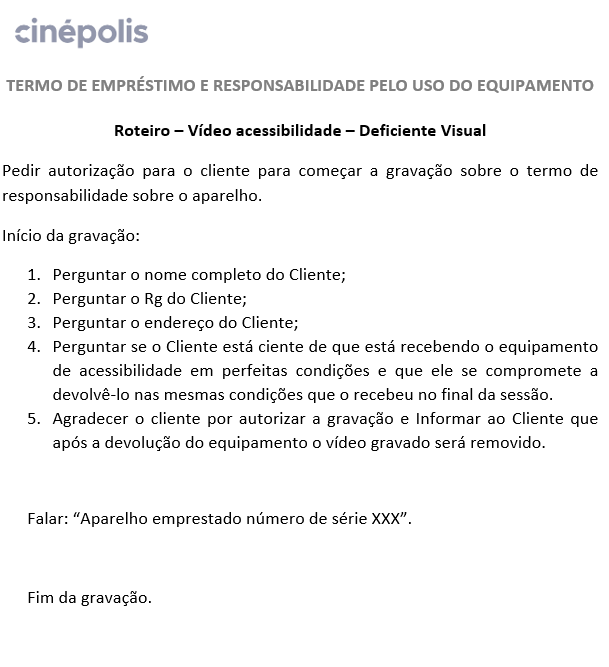 cinépolis
TERMO DE EMPRÉSTIMO E RESPONSABILIDADE PELO USO DO EQUIPAMENTO
Roteiro – Vídeo acessibilidade – Deficiente Visual
Pedir autorização para o cliente para começar a gravação sobre o termo de
responsabilidade sobre o aparelho.
Início da gravação:
1. Perguntar o nome completo do Cliente;
2. Perguntar o Rg do Cliente;
3. Perguntar o endereço do Cliente;
4. Perguntar se o Cliente está ciente de que está recebendo o equipamento
de acessibilidade em perfeitas condições e que ele se compromete a
devolvê-lo nas mesmas condições que o recebeu no final da sessão.
5. Agradecer o cliente por autorizar a gravação e Informar ao Cliente que
após a devolução do equipamento o vídeo gravado será removido.
Falar: “Aparelho emprestado número de série XXX”.
Fim da gravação.